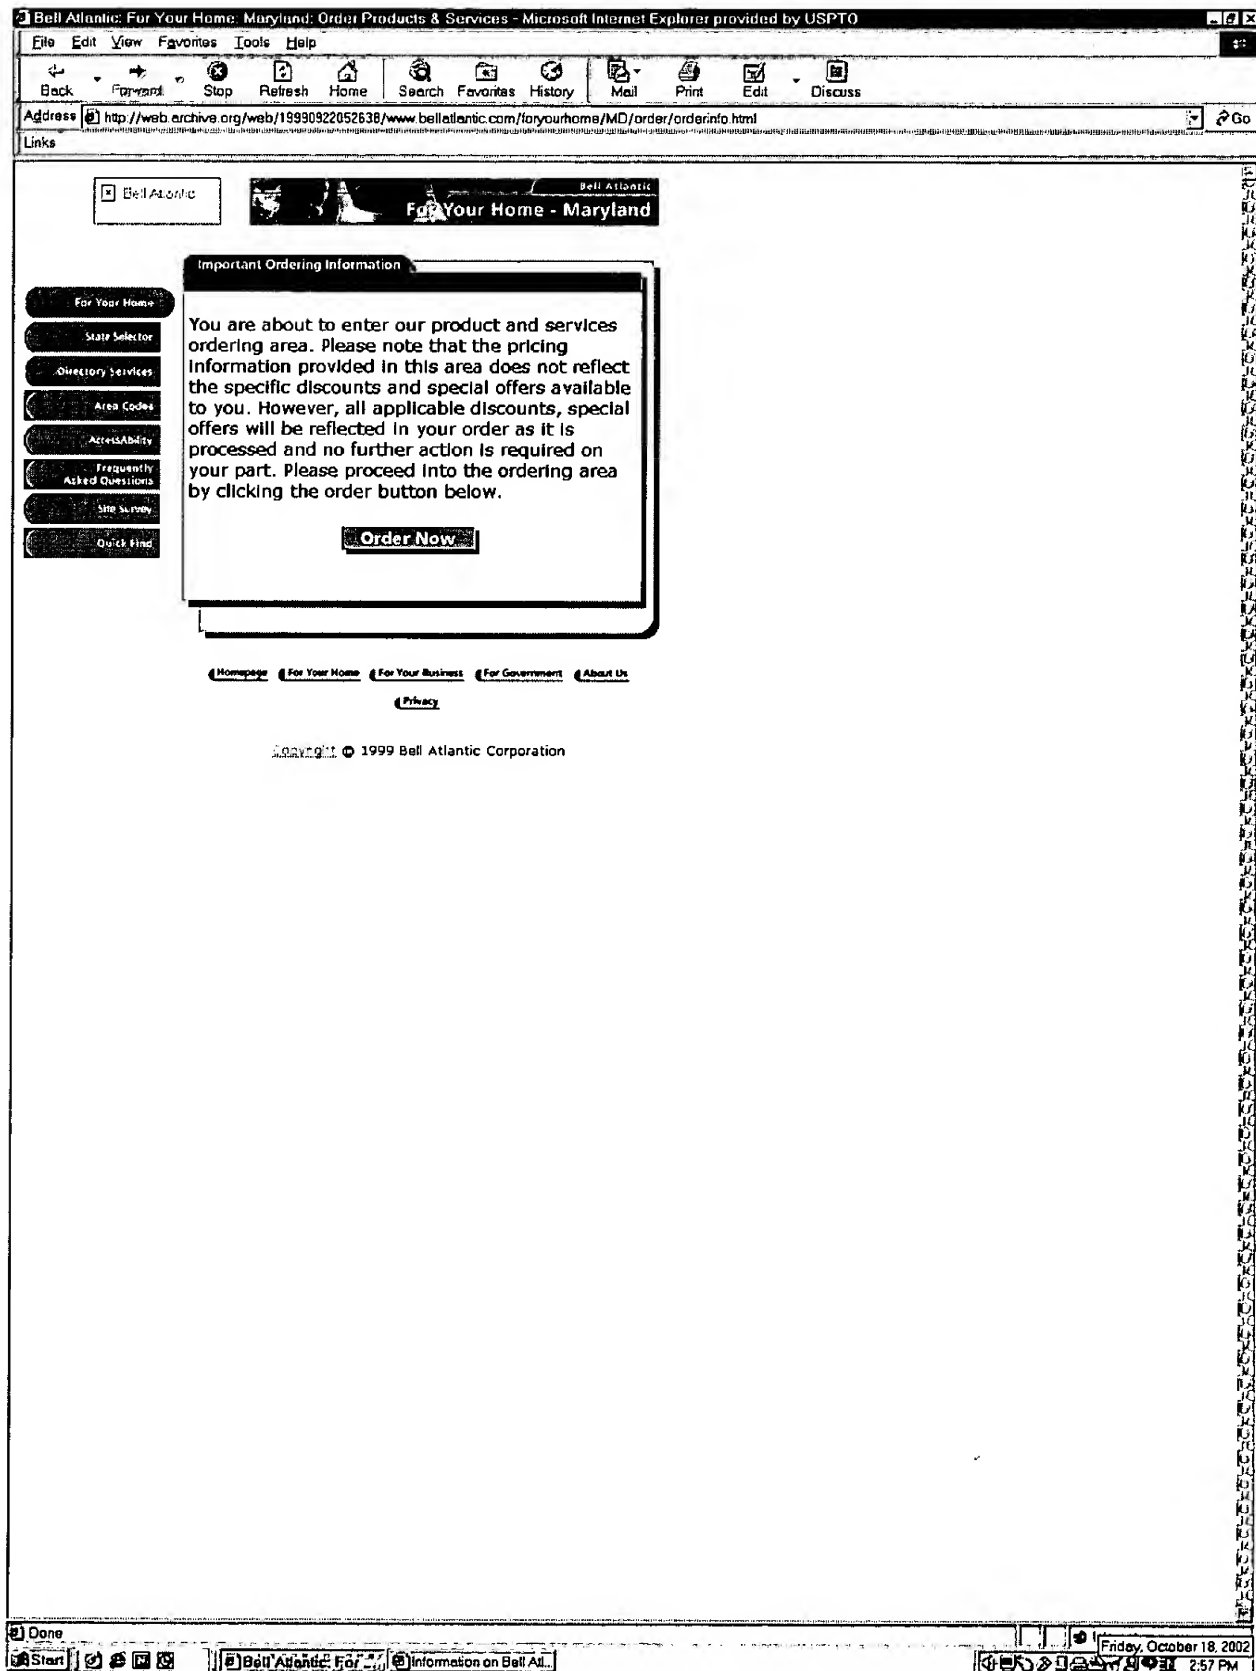 Bell Atlantic: For Your Home: Maryland: Order Products & Services - Microsoft Internet Explorer provided by USPTO
File Edit View Favorites Tools Help
Back Forward Stop Refresh Home Search Favorites History Mail Print Edit Discuss
Address http://web.archive.org/web/19990922052638/www.bellatlantic.com/foryourhome/MD/order/orderinfo.html Go
Links
Bell Atlantic
Bell Atlantic
For Your Home - Maryland
Important Ordering Information
For Your Home
State Selector
Directory Services
Area Codes
AccessAbility
Frequently
Asked Questions
Site Survey
Quick Find
You are about to enter our product and services
ordering area. Please note that the pricing
information provided in this area does not reflect
the specific discounts and special offers available
to you. However, all applicable discounts, special
offers will be reflected in your order as it is
processed and no further action is required on
your part. Please proceed into the ordering area
by clicking the order button below.
Order Now
Homepage For Your Home For Your Business For Government About Us
Privacy
Copyright © 1999 Bell Atlantic Corporation
Done
Friday, October 18, 2002
Start Bell Atlantic: For ... Information on Bell Atl... 2:57 PM